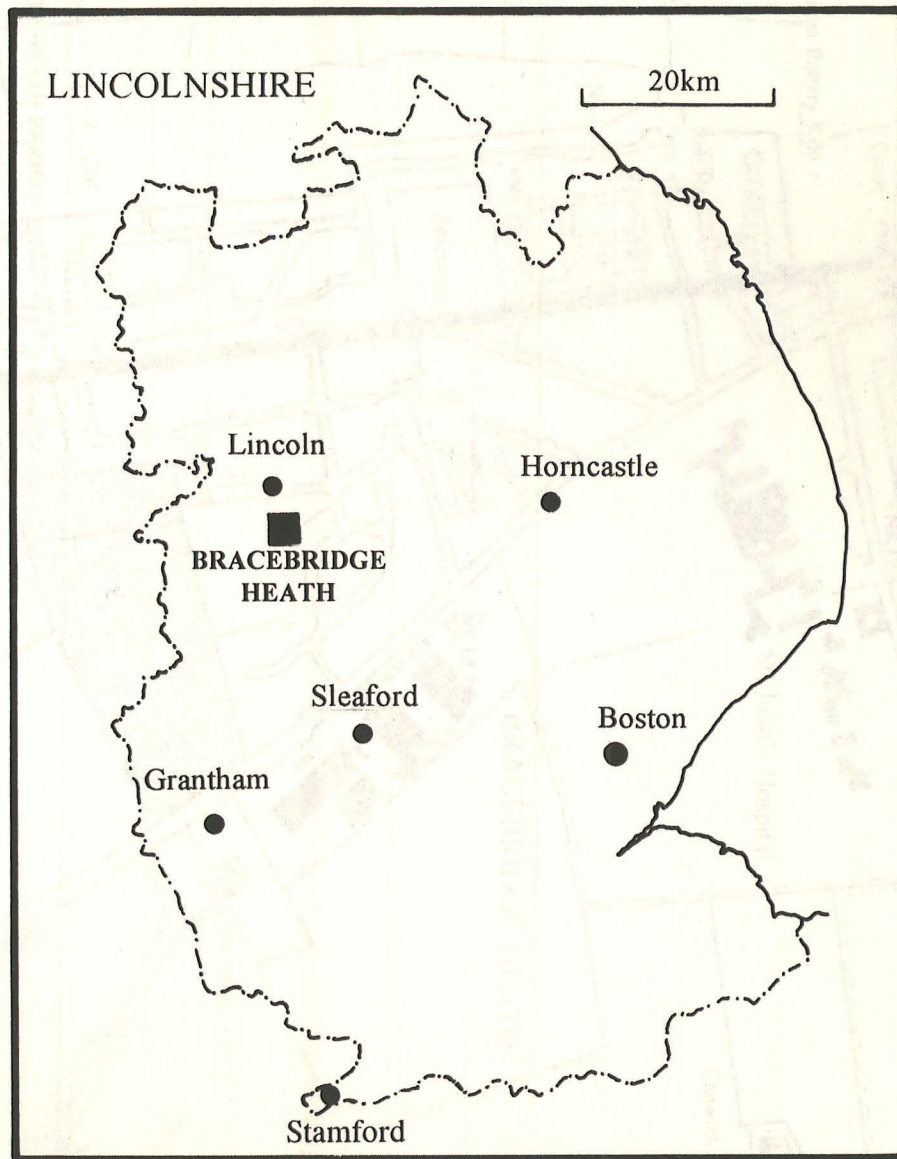 LINCOLNSHIRE
20km
Lincoln
Horncastle
BRACEBRIDGE
HEATH
Sleaford
Boston
Grantham
Stamford